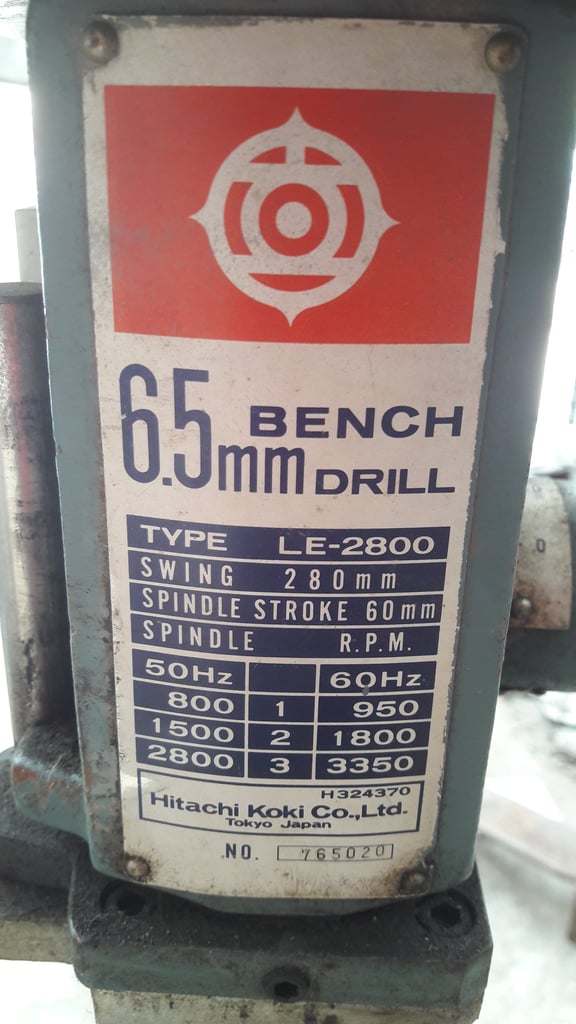 6.5mm BENCH DRILL
TYPE LE-2800
SWING 280mm
SPINDLE STROKE 60mm
SPINDLE R.P.M.
50Hz 60Hz
800 1 950
1500 2 1800
2800 3 3350
H324370
Hitachi Koki Co.,Ltd.
Tokyo Japan
NO. 765020
0